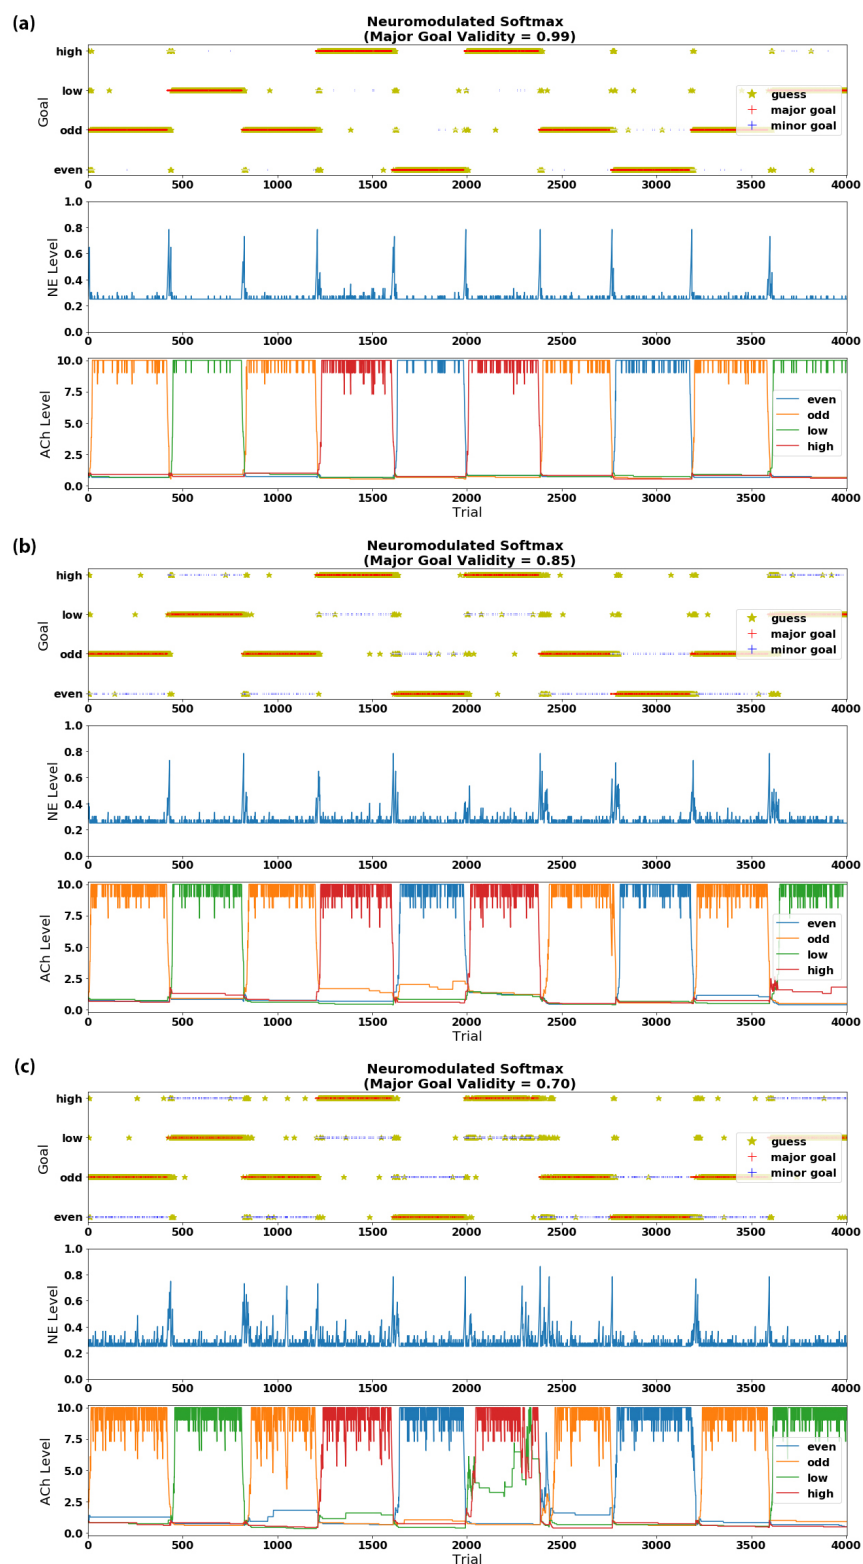 (a)
Neuromodulated Softmax
(Major Goal Validity = 0.99)
Goal
high
low
odd
even
guess
major goal
minor goal
0 500 1000 1500 2000 2500 3000 3500 4000
NE Level
1.0
0.8
0.6
0.4
0.2
0.0
0 500 1000 1500 2000 2500 3000 3500 4000
ACh Level
10.0
7.5
5.0
2.5
0.0
even
odd
low
high
0 500 1000 1500 2000 2500 3000 3500 4000
Trial
(b)
Neuromodulated Softmax
(Major Goal Validity = 0.85)
Goal
high
low
odd
even
guess
major goal
minor goal
0 500 1000 1500 2000 2500 3000 3500 4000
NE Level
1.0
0.8
0.6
0.4
0.2
0.0
0 500 1000 1500 2000 2500 3000 3500 4000
ACh Level
10.0
7.5
5.0
2.5
0.0
even
odd
low
high
0 500 1000 1500 2000 2500 3000 3500 4000
Trial
(c)
Neuromodulated Softmax
(Major Goal Validity = 0.70)
Goal
high
low
odd
even
guess
major goal
minor goal
0 500 1000 1500 2000 2500 3000 3500 4000
NE Level
1.0
0.8
0.6
0.4
0.2
0.0
0 500 1000 1500 2000 2500 3000 3500 4000
ACh Level
10.0
7.5
5.0
2.5
0.0
even
odd
low
high
0 500 1000 1500 2000 2500 3000 3500 4000
Trial